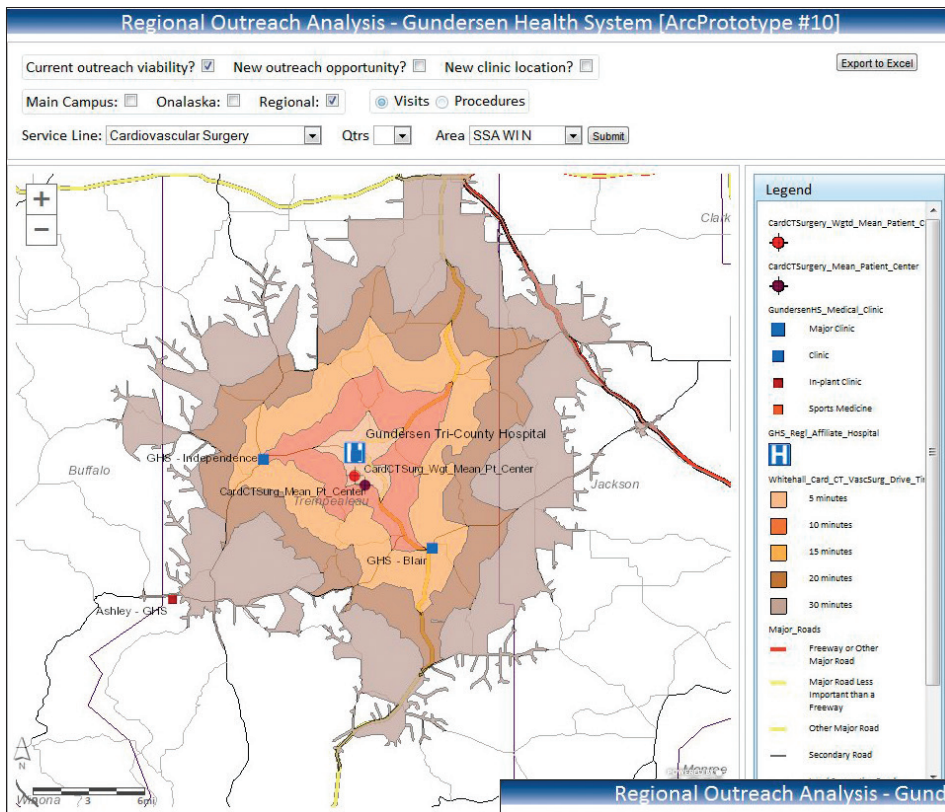 Regional Outreach Analysis - Gundersen Health System [ArcPrototype #10]
Current outreach viability? New outreach opportunity? New clinic location?
Export to Excel
Main Campus: Onalaska: Regional: Visits Procedures
Service Line: Cardiovascular Surgery Qtrs Area SSA WI N Submit
+
−
Clark
Gundersen Tri-County Hospital
H
GHS - Independence
CardCTSurg_Wgt_Mean_Pt_Center
Buffalo
CardCTSurg_Mean_Pt_Center
Jackson
Trempealeau
GHS - Blair
Ashley - GHS
N
Monroe
Winona
3 6mi
Legend
CardCTSurgery_Wgtd_Mean_Patient_C
CardCTSurgery_Mean_Patient_Center
GundersenHS_Medical_Clinic
Major Clinic
Clinic
In-plant Clinic
Sports Medicine
GHS_Regl_Affiliate_Hospital
H
Whitehall_Card_CT_VascSurg_Drive_Tir
5 minutes
10 minutes
15 minutes
20 minutes
30 minutes
Major_Roads
Freeway or Other
Major Road
Major Road Less
Important than a
Freeway
Other Major Road
Secondary Road
Regional Outreach Analysis - Gund